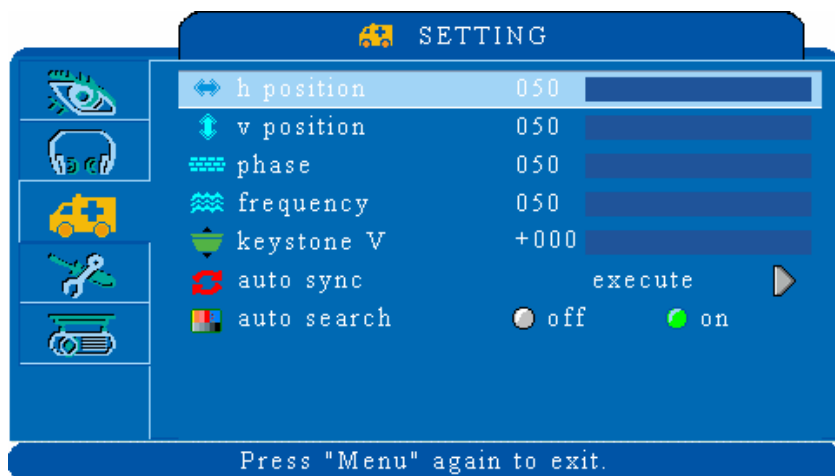 SETTING
h position 050
v position 050
phase 050
frequency 050
keystone V +000
auto sync execute
auto search off on
Press "Menu" again to exit.